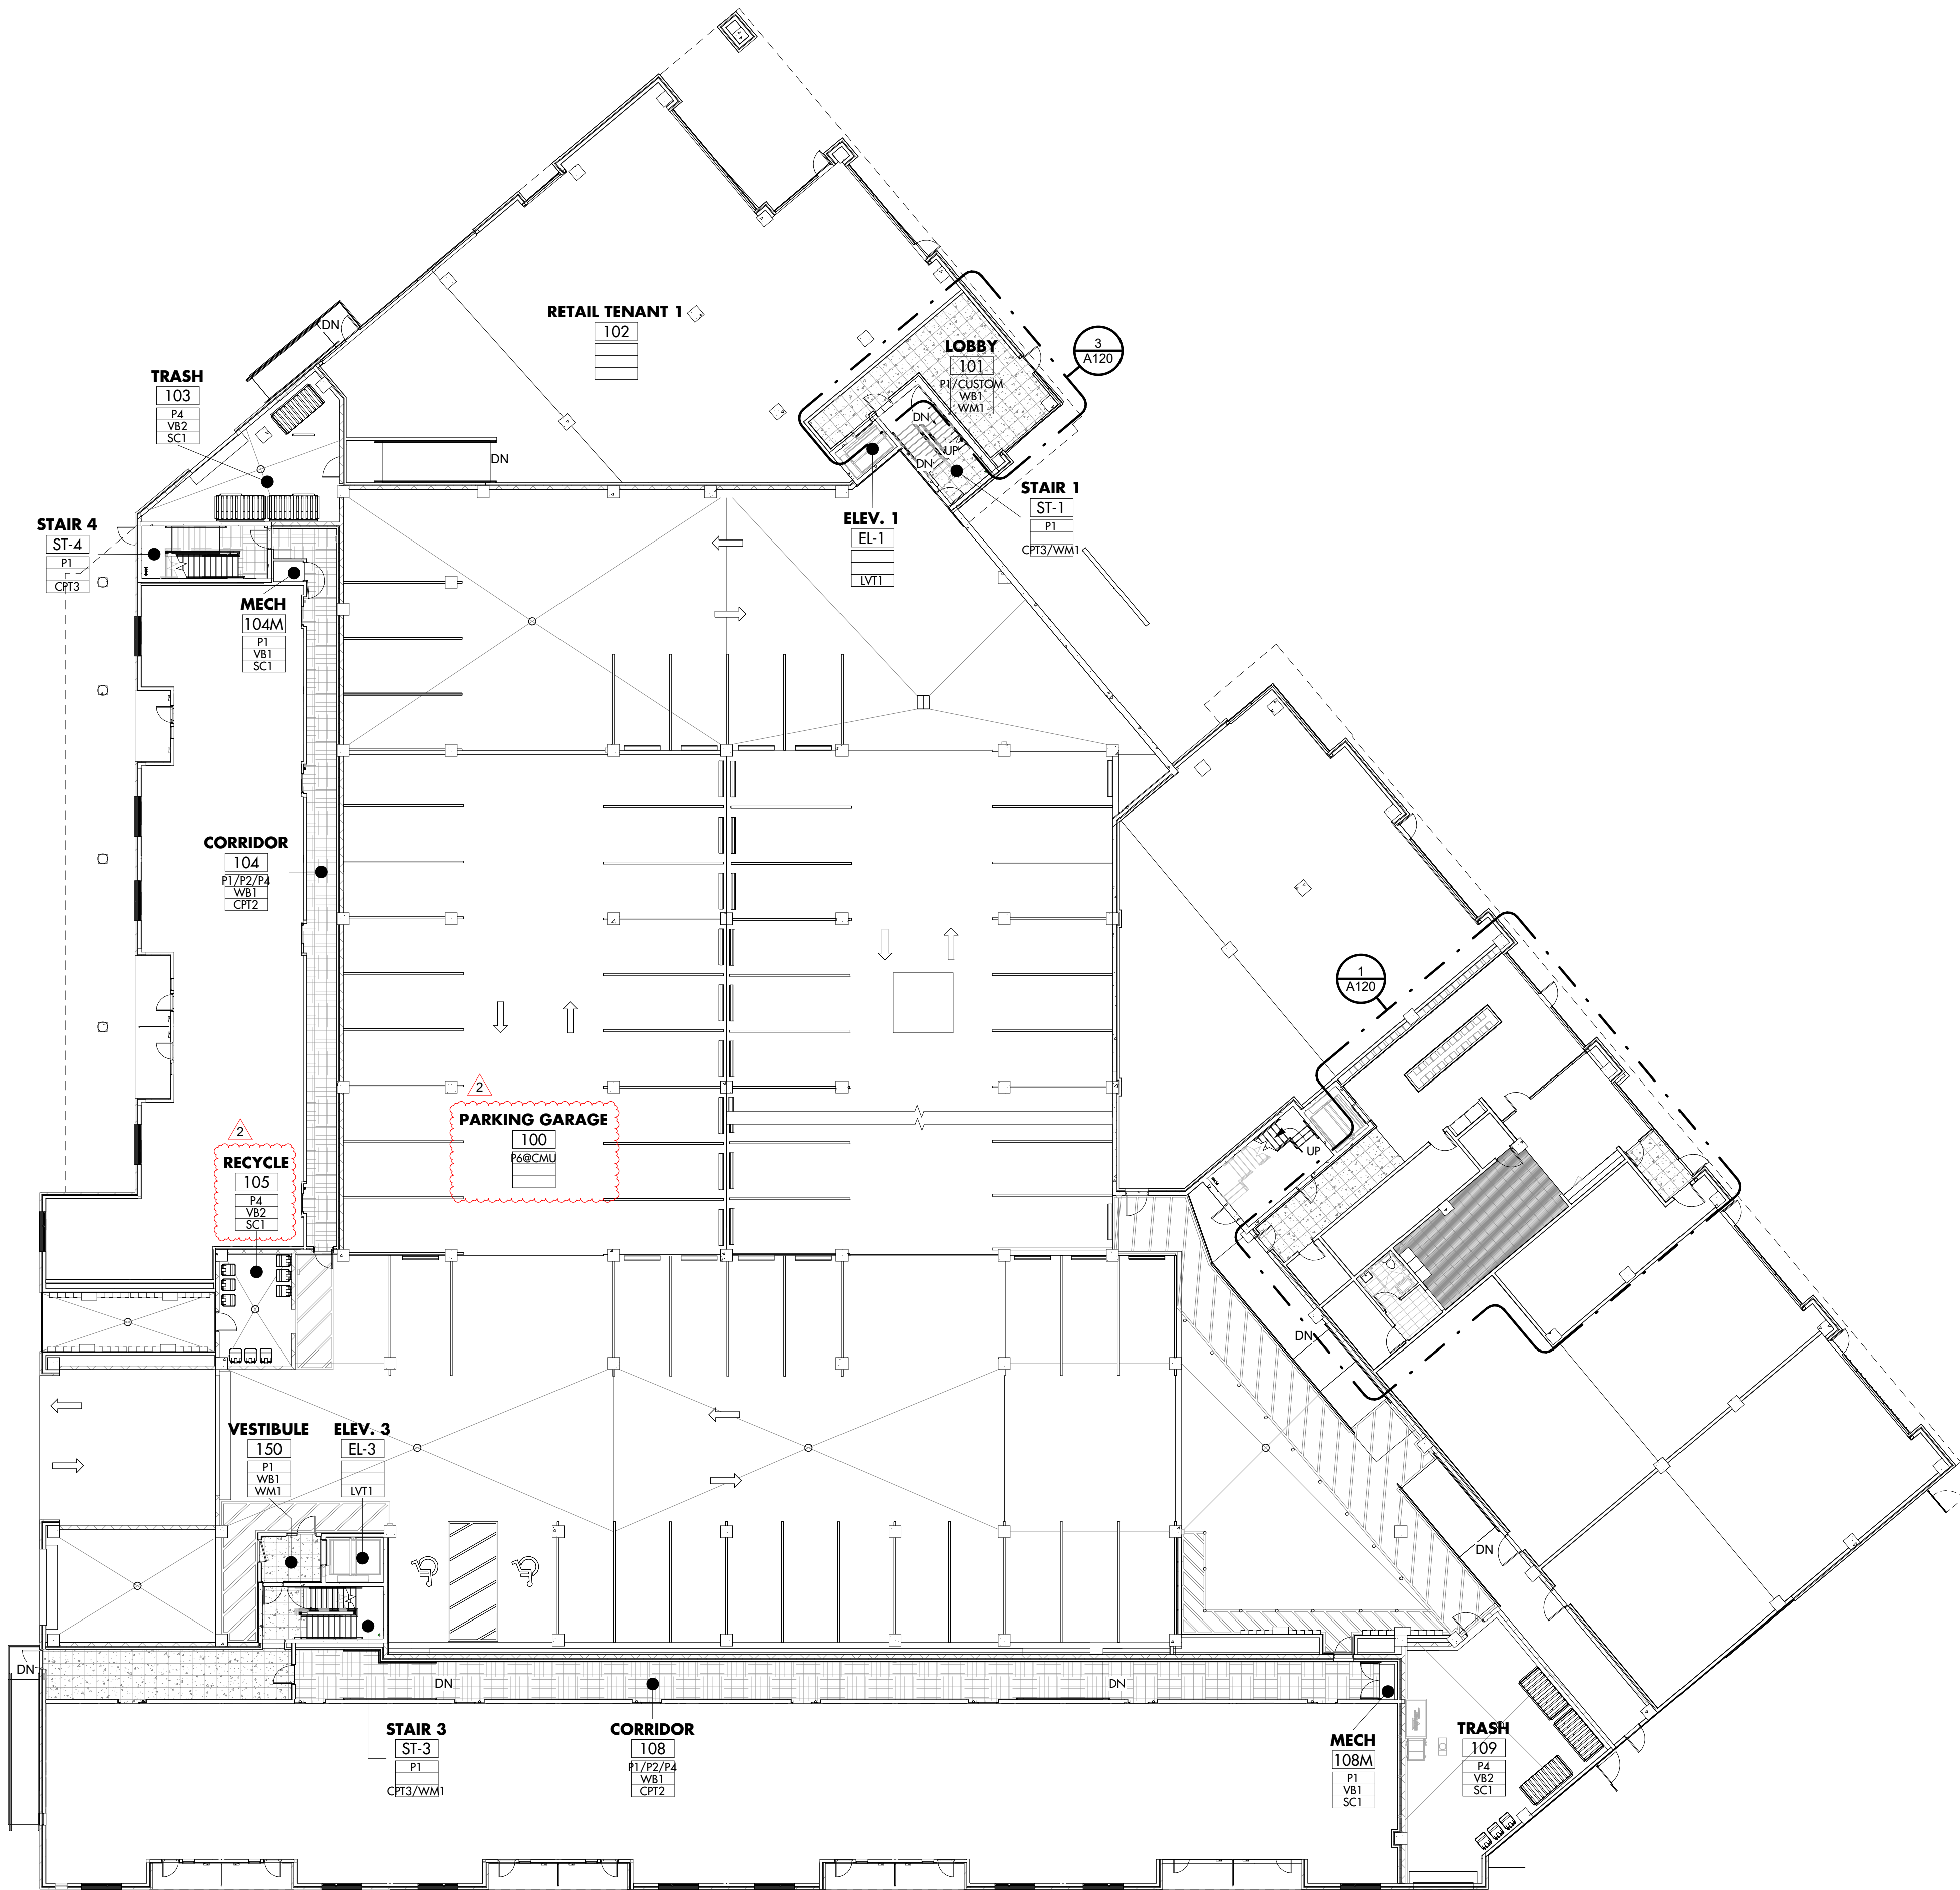 RETAIL TENANT 1
102
LOBBY
101
P1/CUSTOM
WB1
WM1
3
A120
DN
TRASH
103
P4
VB2
SC1
DN
DN
UP
DN
STAIR 1
ST-1
P1
CPT3/WM1
ELEV. 1
EL-1
LVT1
STAIR 4
ST-4
P1
CPT3
MECH
104M
P1
VB1
SC1
CORRIDOR
104
P1/P2/P4
WB1
CPT2
1
A120
2
PARKING GARAGE
100
P6@CMU
2
RECYCLE
105
P4
VB2
SC1
UP
DN
VESTIBULE
150
P1
WB1
WM1
ELEV. 3
EL-3
LVT1
DN
DN
DN
DN
STAIR 3
ST-3
P1
CPT3/WM1
CORRIDOR
108
P1/P2/P4
WB1
CPT2
MECH
108M
P1
VB1
SC1
TRASH
109
P4
VB2
SC1